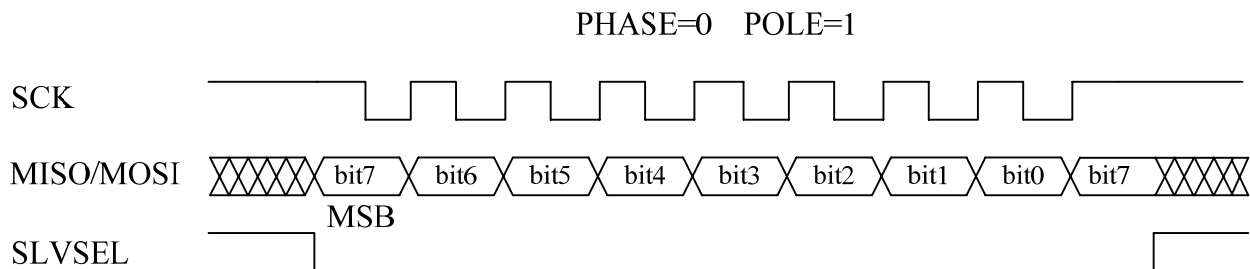 PHASE=0 POLE=1
SCK
MISO/MOSI bit7 bit6 bit5 bit4 bit3 bit2 bit1 bit0 bit7
MSB
SLVSEL